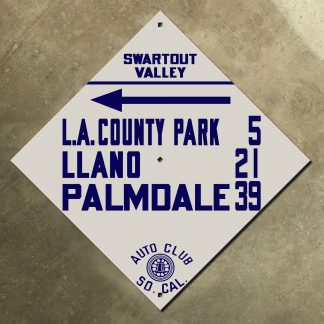 SWARTOUT
VALLEY
L.A. COUNTY PARK 5
LLANO 21
PALMDALE 39
AUTO CLUB
SO. CAL.